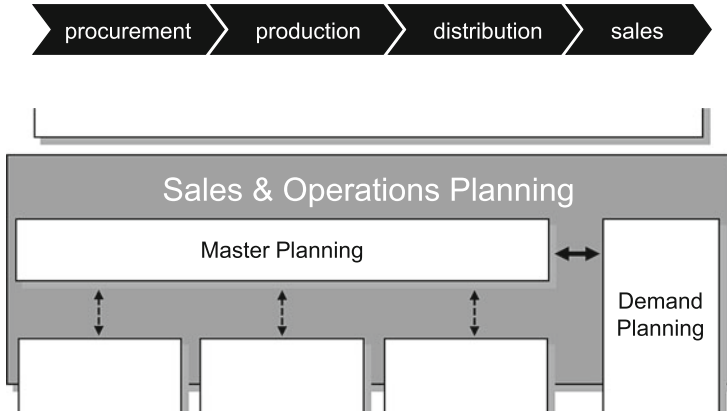 procurement production distribution sales
Sales & Operations Planning
Master Planning
Demand
Planning